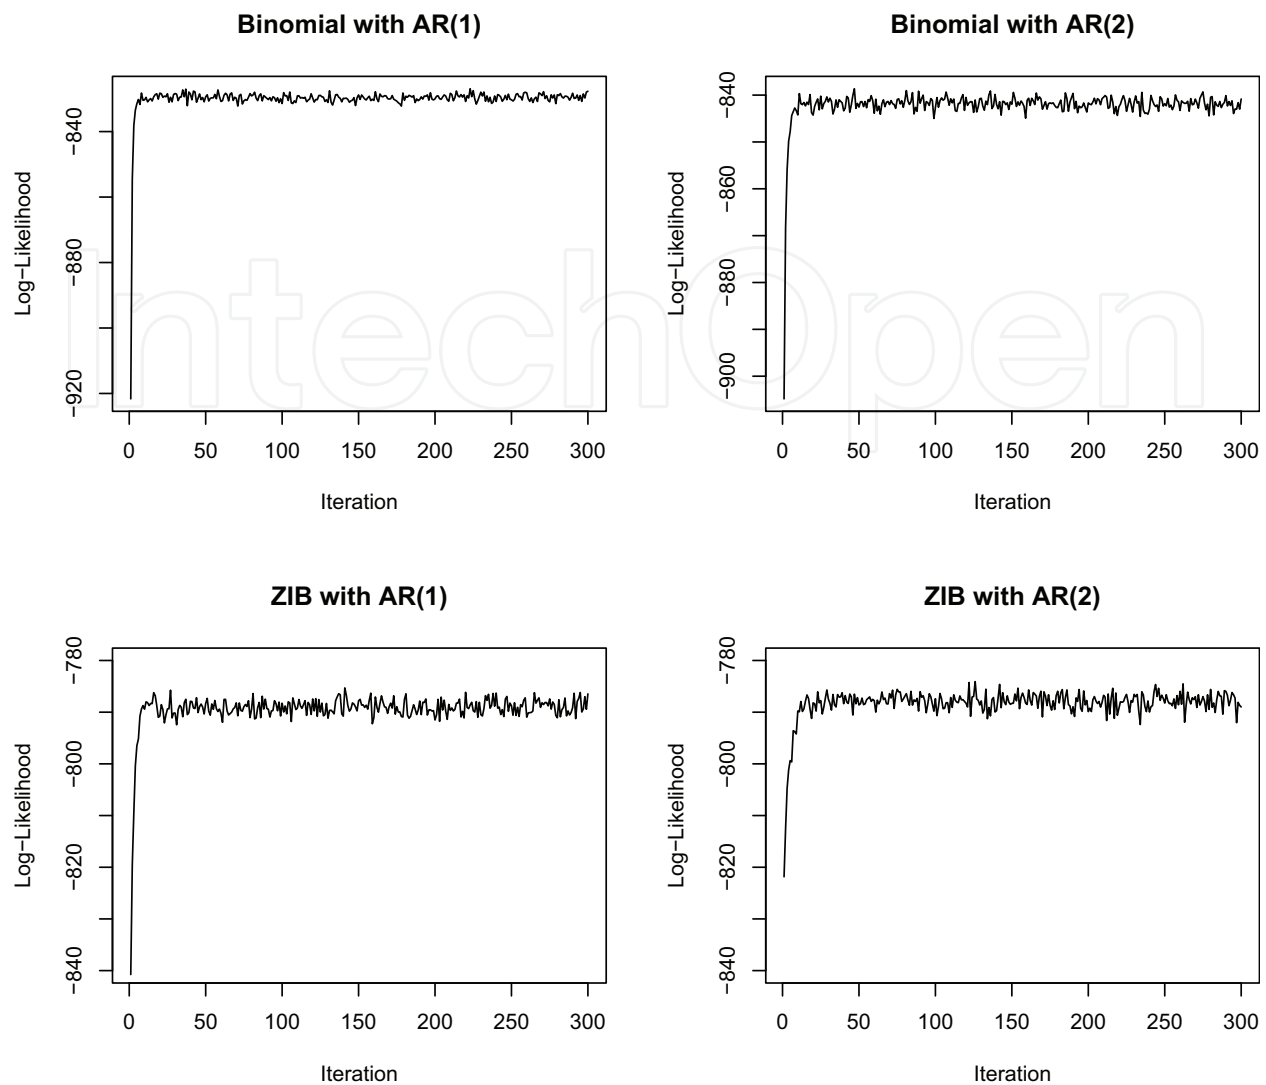 Binomial with AR(1)
Log−Likelihood
−840
−880
−920
0 50 100 150 200 250 300
Iteration
Binomial with AR(2)
Log−Likelihood
−840
−860
−880
−900
0 50 100 150 200 250 300
Iteration
IntechOpen
ZIB with AR(1)
Log−Likelihood
−780
−800
−820
−840
0 50 100 150 200 250 300
Iteration
ZIB with AR(2)
Log−Likelihood
−780
−800
−820
−840
0 50 100 150 200 250 300
Iteration